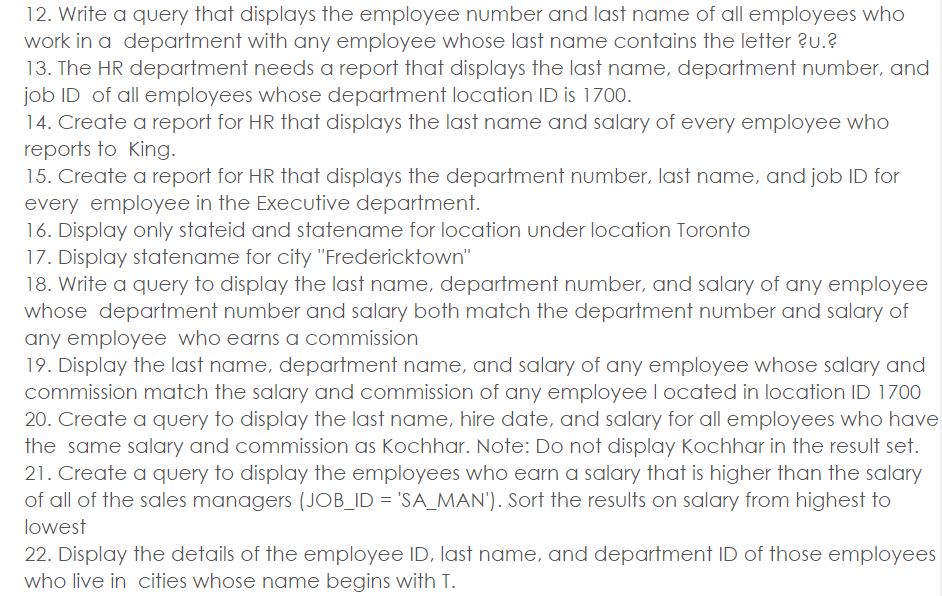 12. Write a query that displays the employee number and last name of all employees who
work in a  department with any employee whose last name contains the letter ?u.?
13. The HR department needs a report that displays the last name, department number, and
job ID  of all employees whose department location ID is 1700.
14. Create a report for HR that displays the last name and salary of every employee who
reports to  King.
15. Create a report for HR that displays the department number, last name, and job ID for
every  employee in the Executive department.
16. Display only stateid and statename for location under location Toronto
17. Display statename for city "Fredericktown"
18. Write a query to display the last name, department number, and salary of any employee
whose  department number and salary both match the department number and salary of
any employee  who earns a commission
19. Display the last name, department name, and salary of any employee whose salary and
commission match the salary and commission of any employee l ocated in location ID 1700
20. Create a query to display the last name, hire date, and salary for all employees who have
the  same salary and commission as Kochhar. Note: Do not display Kochhar in the result set.
21. Create a query to display the employees who earn a salary that is higher than the salary
of all of the sales managers (JOB_ID = 'SA_MAN'). Sort the results on salary from highest to
lowest
22. Display the details of the employee ID, last name, and department ID of those employees
who live in  cities whose name begins with T.